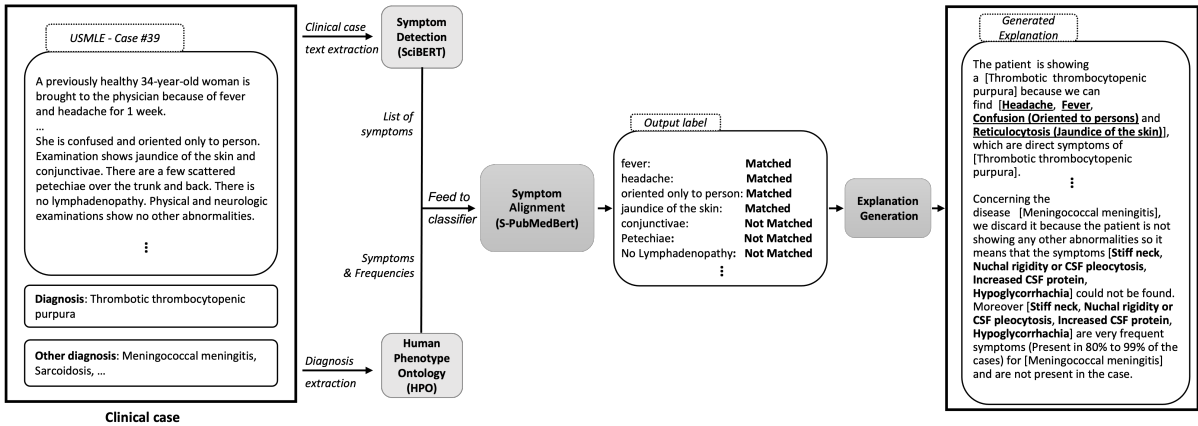 USMLE - Case #39
A previously healthy 34-year-old woman is
brought to the physician because of fever
and headache for 1 week.
...
She is confused and oriented only to person.
Examination shows jaundice of the skin and
conjunctivae. There are a few scattered
petechiae over the trunk and back. There is
no lymphadenopathy. Physical and neurologic
examinations show no other abnormalities.
Diagnosis: Thrombotic thrombocytopenic
purpura
Other diagnosis: Meningococcal meningitis,
Sarcoidosis, ...
Clinical case
Clinical case
text extraction
Diagnosis
extraction
Symptom
Detection
(SciBERT)
List of
symptoms
Symptoms
& Frequencies
Human
Phenotype
Ontology
(HPO)
Feed to
classifier
Symptom
Alignment
(S-PubMedBert)
Output label
fever: Matched
headache: Matched
oriented only to person: Matched
jaundice of the skin: Matched
conjunctivae: Not Matched
Petechiae: Not Matched
No Lymphadenopathy: Not Matched
Explanation
Generation
Generated
Explanation
The patient is showing
a [Thrombotic thrombocytopenic
purpura] because we can
find [Headache, Fever,
Confusion (Oriented to persons) and
Reticulocytosis (Jaundice of the skin)],
which are direct symptoms of
[Thrombotic thrombocytopenic
purpura].
Concerning the
disease [Meningococcal meningitis],
we discard it because the patient is not
showing any other abnormalities so it
means that the symptoms [Stiff neck,
Nuchal rigidity or CSF pleocytosis,
Increased CSF protein,
Hypoglycorrhachia] could not be found.
Moreover [Stiff neck, Nuchal rigidity or
CSF pleocytosis, Increased CSF protein,
Hypoglycorrhachia] are very frequent
symptoms (Present in 80% to 99% of the
cases) for [Meningococcal meningitis]
and are not present in the case.